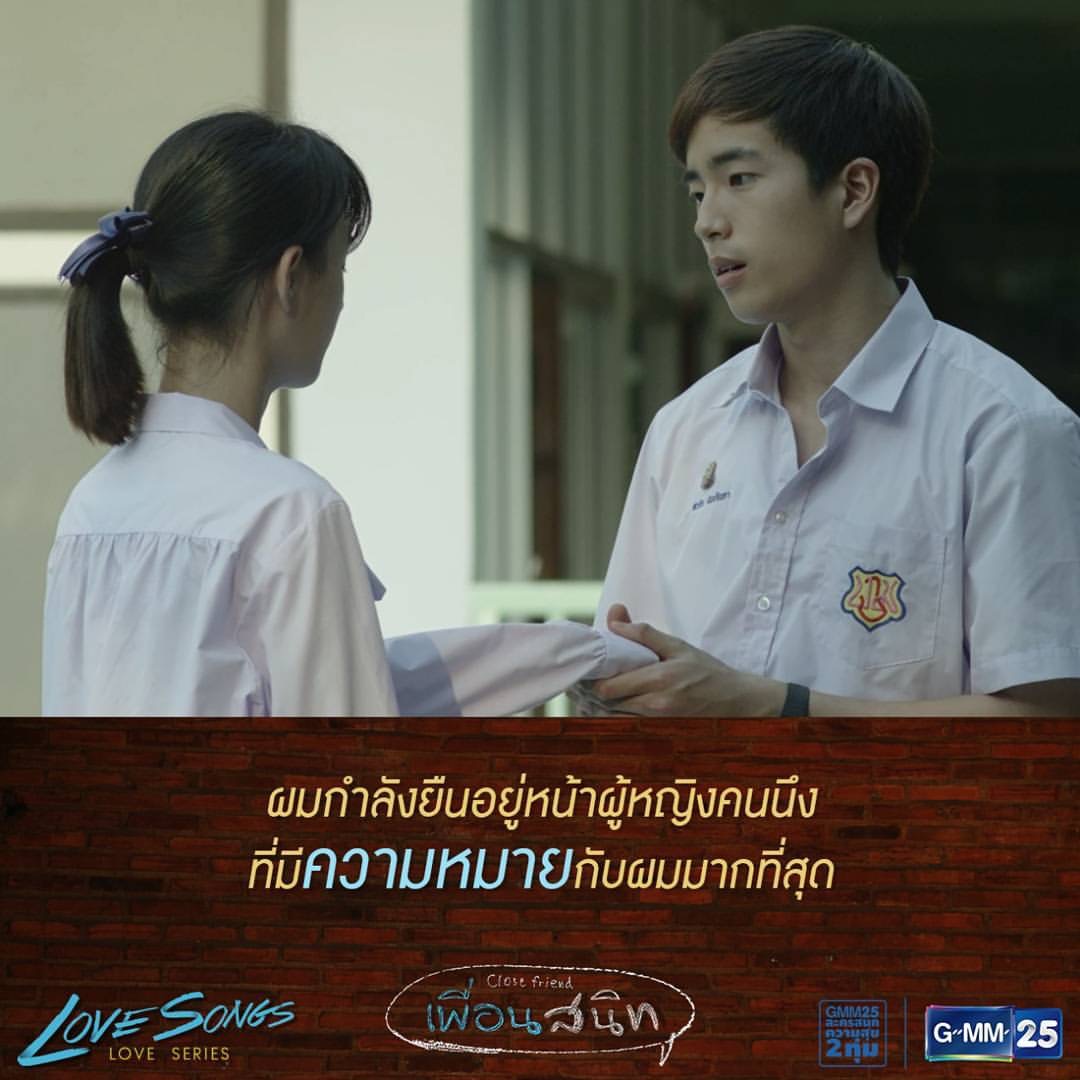 ผมกำลังยืนอยู่หน้าผู้หญิงคนนึง
ที่มีความหมายกับผมมากที่สุด
LOVE SONGS
LOVE SERIES
Close friend
เพื่อนสนิท
GMM25
ละครสนุก
ความสุข
2ทุ่ม
GMM 25